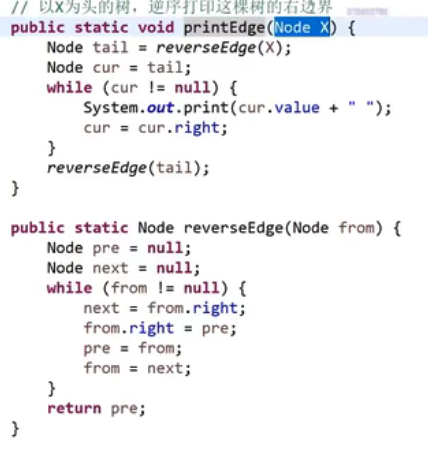 // 以X为头的树，逆序打印这棵树的右边界
public static void printEdge(Node X) {
    Node tail = reverseEdge(X);
    Node cur = tail;
    while (cur != null) {
        System.out.print(cur.value + " ");
        cur = cur.right;
    }
    reverseEdge(tail);
}

public static Node reverseEdge(Node from) {
    Node pre = null;
    Node next = null;
    while (from != null) {
        next = from.right;
        from.right = pre;
        pre = from;
        from = next;
    }
    return pre;
}